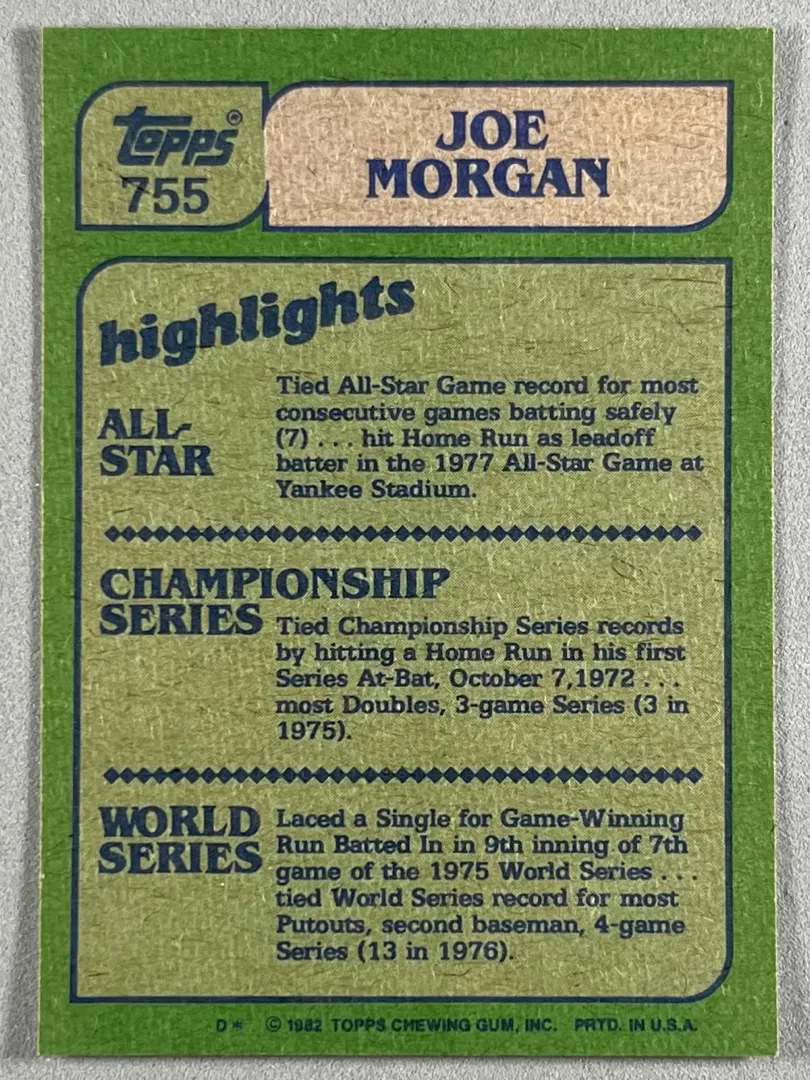 topps®
755
JOE
MORGAN
highlights
ALL-
STAR
Tied All-Star Game record for most
consecutive games batting safely
(7) . . . hit Home Run as leadoff
batter in the 1977 All-Star Game at
Yankee Stadium.
CHAMPIONSHIP
SERIES
Tied Championship Series records
by hitting a Home Run in his first
Series At-Bat, October 7,1972 . . .
most Doubles, 3-game Series (3 in
1975).
WORLD
SERIES
Laced a Single for Game-Winning
Run Batted In in 9th inning of 7th
game of the 1975 World Series . . .
tied World Series record for most
Putouts, second baseman, 4-game
Series (13 in 1976).
D* © 1982 TOPPS CHEWING GUM, INC. PRTD. IN U.S.A.